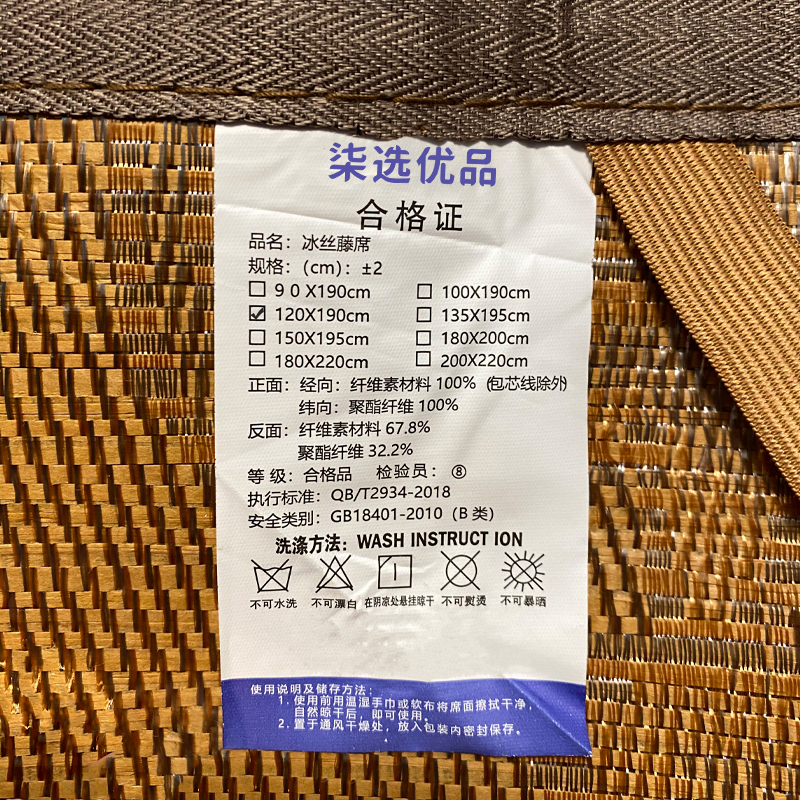 柒选优品
合格证
品名：冰丝藤席
规格：（cm）：±2
9 0 X190cm 100X190cm
120X190cm 135X195cm
150X195cm 180X200cm
180X220cm 200X220cm
正面：经向：纤维素材料 100%（包芯线除外）
纬向：聚酯纤维 100%
反面：纤维素材料 67.8%
聚酯纤维 32.2%
等 级：合格品 检验员：⑧
执行标准：QB/T2934-2018
安全类别：GB18401-2010（B 类）
洗涤方法：WASH INSTRUCT ION
不可水洗 不可漂白 在阴凉处悬挂晾干 不可熨烫 不可暴晒
使用说明及储存方法：
1. 使用前用温湿手巾或软布将席面擦拭干净，
自然晾干后，即可使用。
2. 置于通风干燥处，放入包装内密封保存。